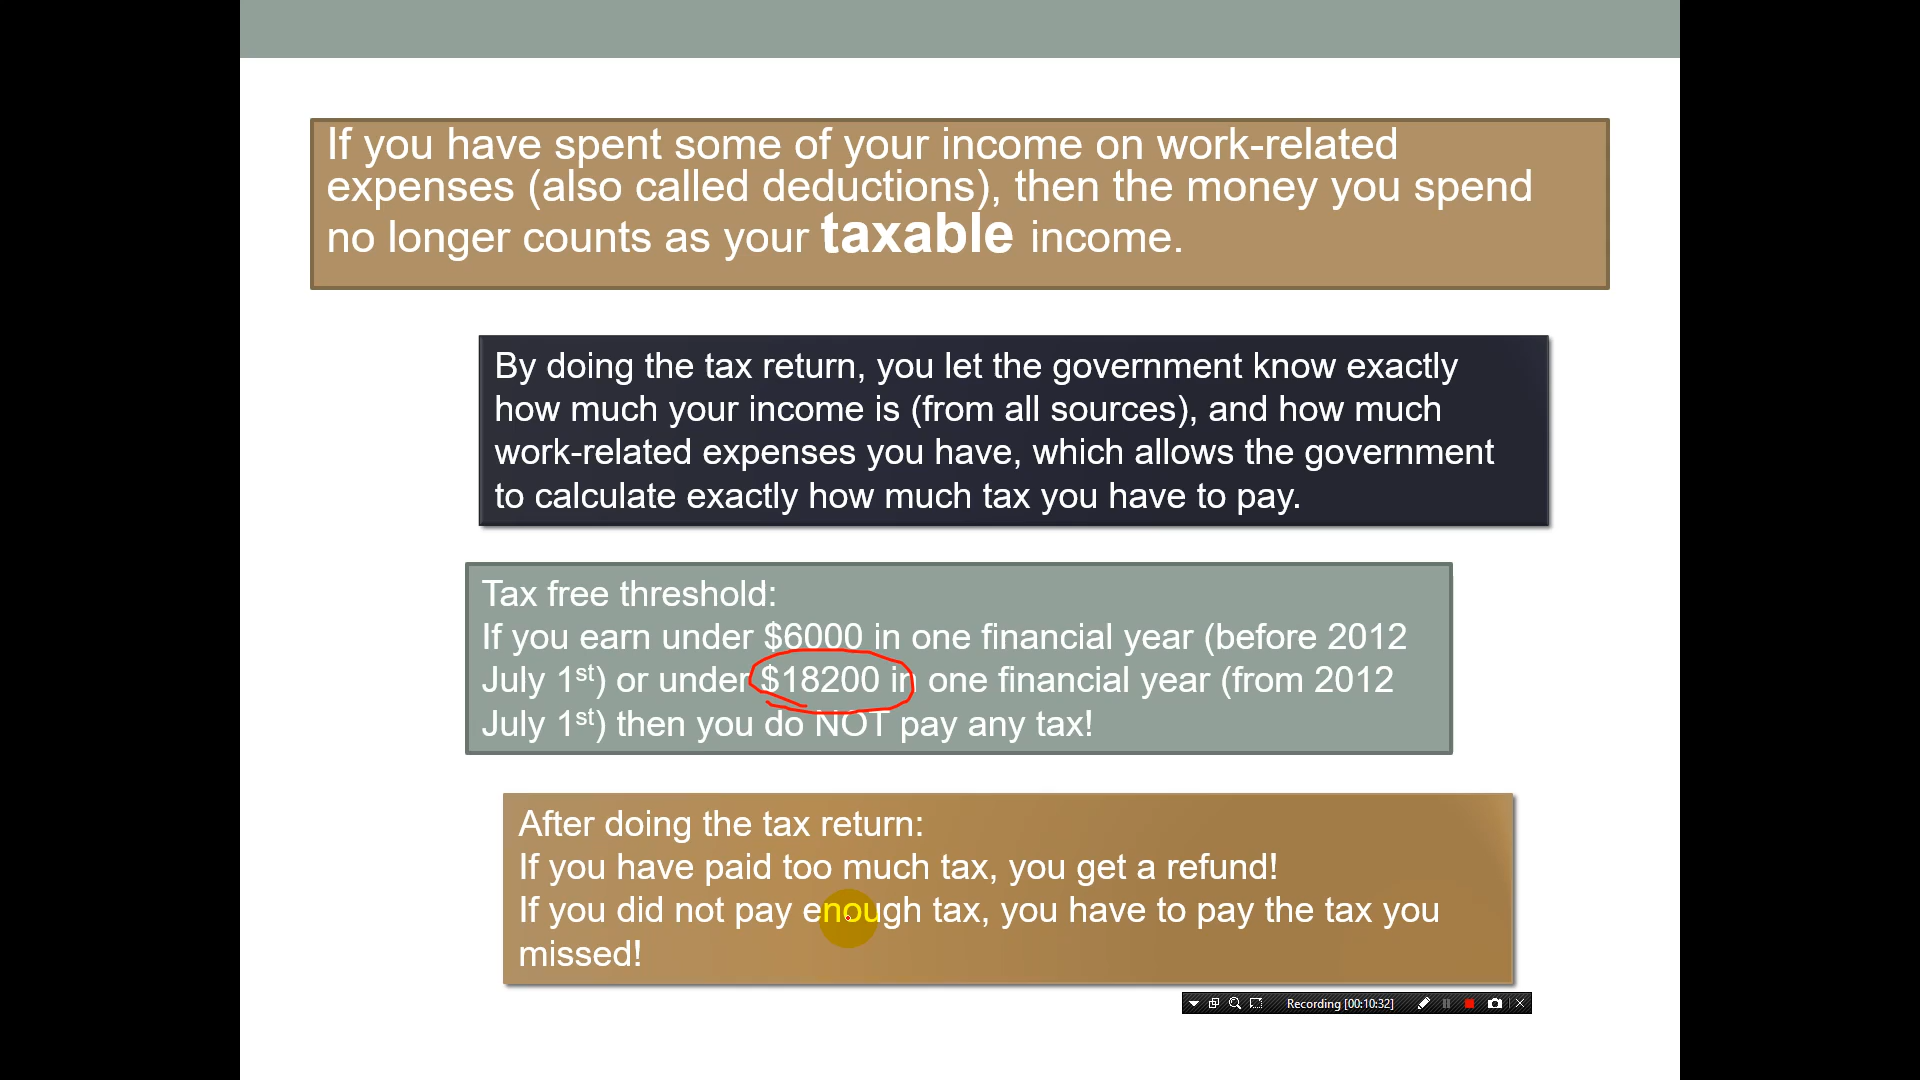 If you have spent some of your income on work-related
expenses (also called deductions), then the money you spend
no longer counts as your taxable income.
By doing the tax return, you let the government know exactly
how much your income is (from all sources), and how much
work-related expenses you have, which allows the government
to calculate exactly how much tax you have to pay.
Tax free threshold:
If you earn under $6000 in one financial year (before 2012
July 1st) or under $18200 in one financial year (from 2012
July 1st) then you do NOT pay any tax!
After doing the tax return:
If you have paid too much tax, you get a refund!
If you did not pay enough tax, you have to pay the tax you
missed!
Recording [00:10:32]